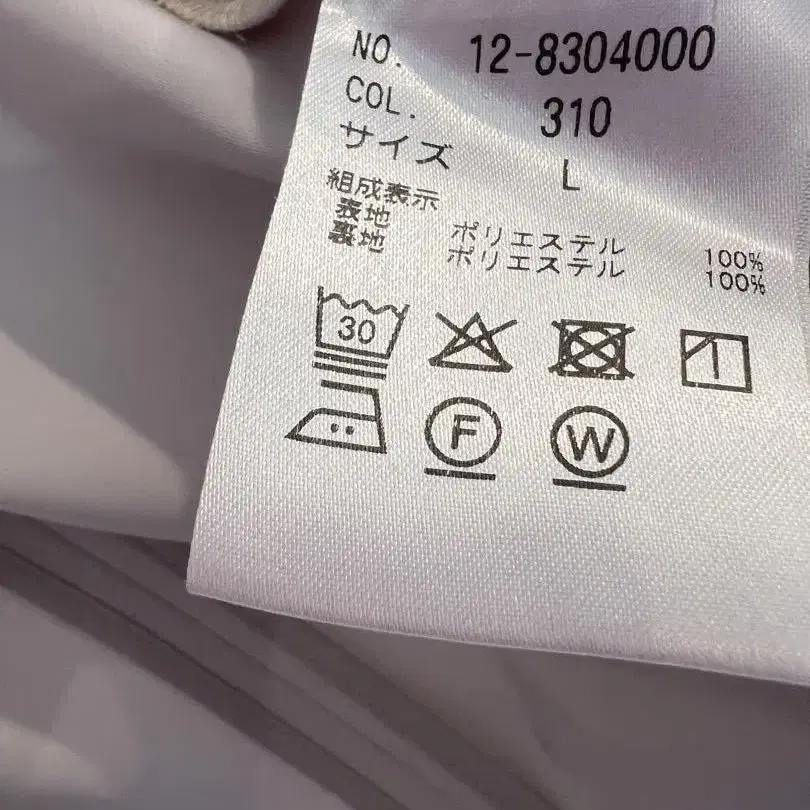 NO. 12-8304000
COL. 310
サイズ L
組成表示
表地 ポリエステル 100%
裏地 ポリエステル 100%
30
F W